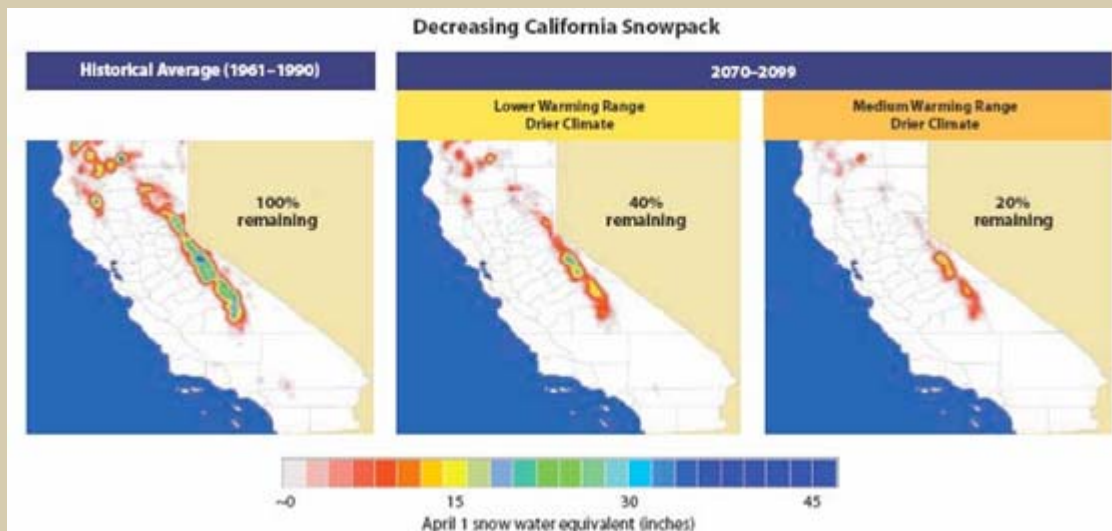 Decreasing California Snowpack
Historical Average (1961–1990)
2070–2099
Lower Warming Range
Drier Climate
Medium Warming Range
Drier Climate
100%
remaining
40%
remaining
20%
remaining
~0 15 30 45
April 1 snow water equivalent (inches)